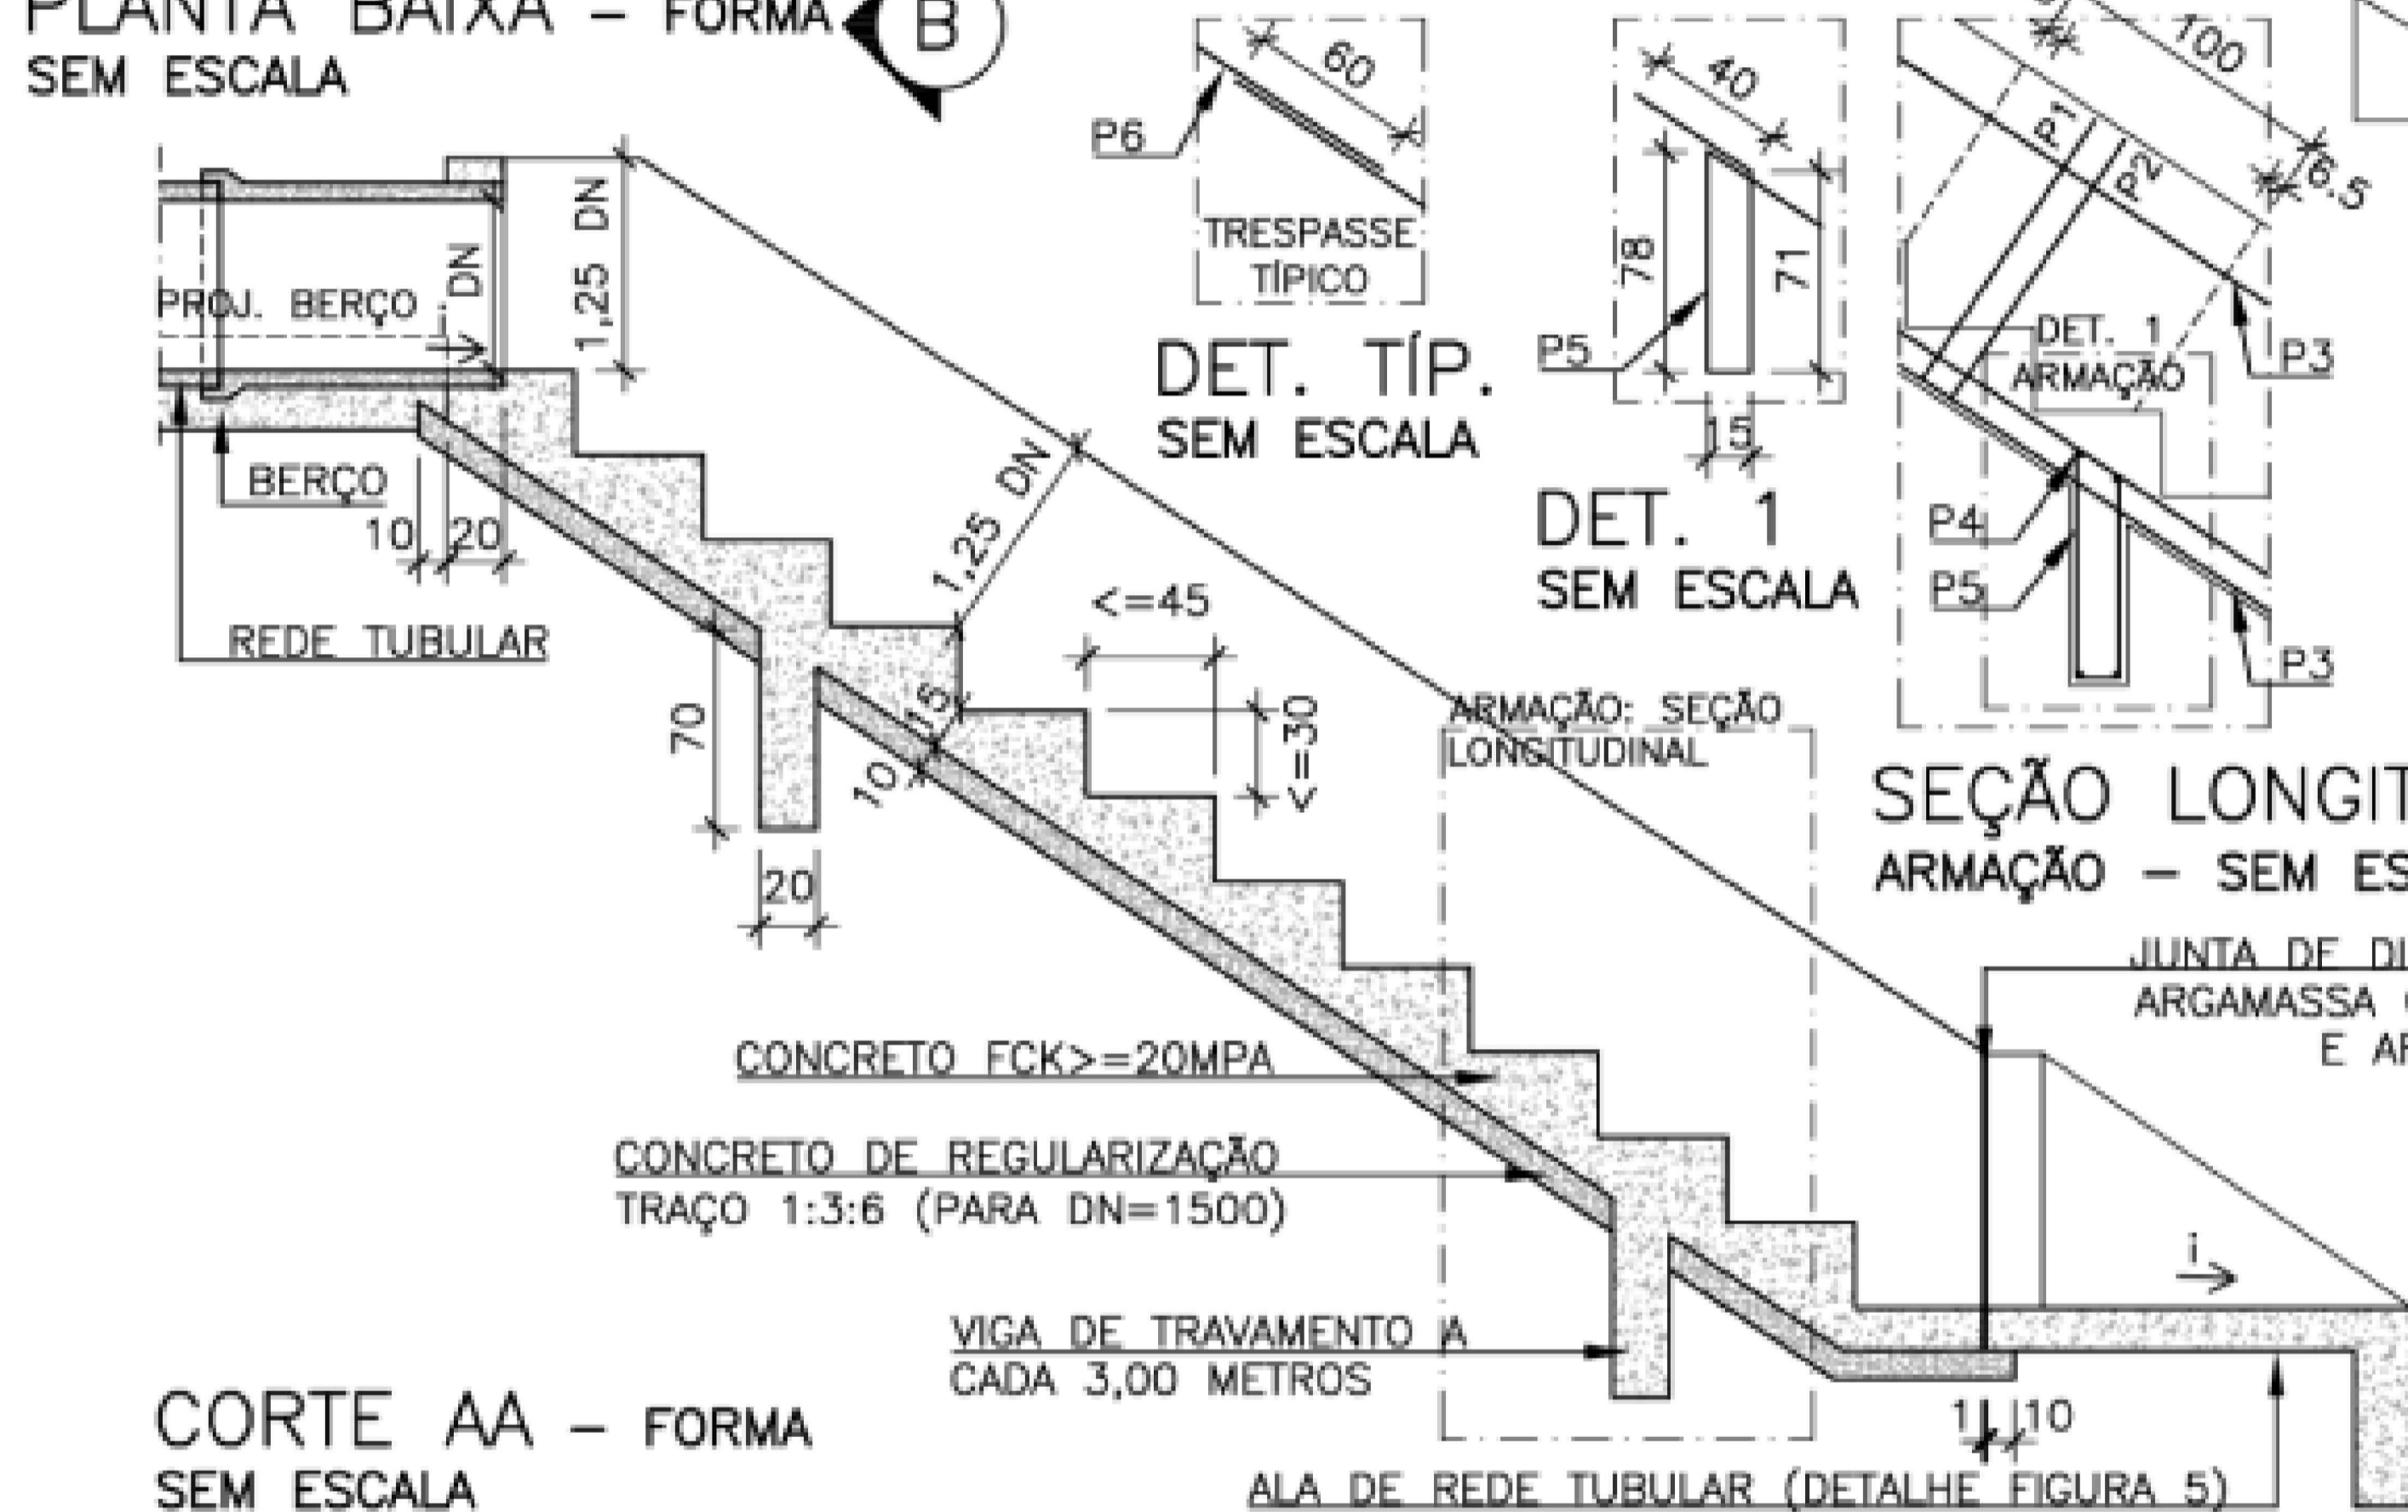 PLANTA BAIXA – FORMA
SEM ESCALA
B
60
P6
TRESPASSE
TÍPICO
DET. TÍP.
SEM ESCALA
40
78
71
P5
15
DET. 1
SEM ESCALA
100
6.5
P1
P2
P3
DET. 1
ARMAÇÃO
P4
P5
P3
SEÇÃO LONGIT
ARMAÇÃO – SEM ES
1,25 DN
DN
PROJ. BERÇO
BERÇO
10
20
REDE TUBULAR
1,25 DN
<=45
<=30
15
10
70
20
ARMAÇÃO: SEÇÃO
LONGITUDINAL
JUNTA DE DI
ARGAMASSA
E
CONCRETO FCK>=20MPA
CONCRETO DE REGULARIZAÇÃO
TRAÇO 1:3:6 (PARA DN=1500)
i
VIGA DE TRAVAMENTO A
CADA 3,00 METROS
1
10
CORTE AA – FORMA
SEM ESCALA
ALA DE REDE TUBULAR (DETALHE FIGURA 5)